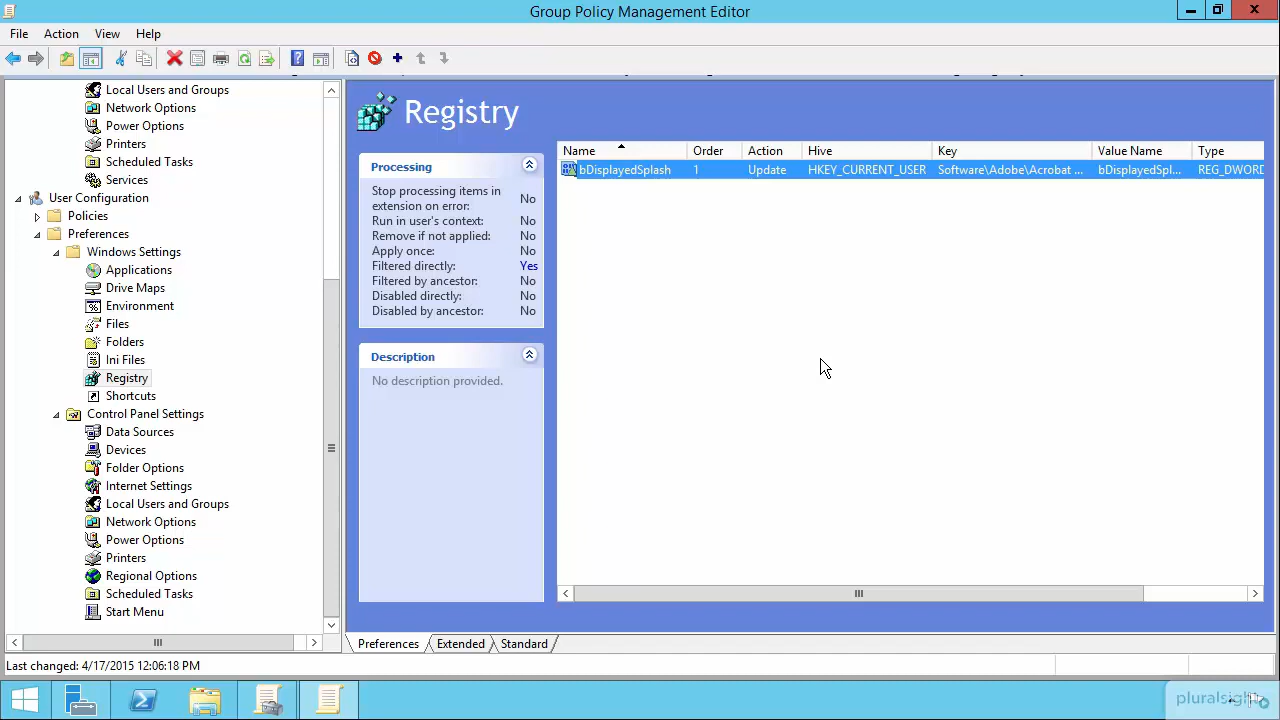 Group Policy Management Editor
File Action View Help
Local Users and Groups
Network Options
Power Options
Printers
Scheduled Tasks
Services
User Configuration
Policies
Preferences
Windows Settings
Applications
Drive Maps
Environment
Files
Folders
Ini Files
Registry
Shortcuts
Control Panel Settings
Data Sources
Devices
Folder Options
Internet Settings
Local Users and Groups
Network Options
Power Options
Printers
Regional Options
Scheduled Tasks
Start Menu
Registry
Processing
Stop processing items in extension on error: No
Run in user's context: No
Remove if not applied: No
Apply once: No
Filtered directly: Yes
Filtered by ancestor: No
Disabled directly: No
Disabled by ancestor: No
Description
No description provided.
Name Order Action Hive Key Value Name Type
bDisplayedSplash 1 Update HKEY_CURRENT_USER Software\Adobe\Acrobat ... bDisplayedSpl... REG_DWORD
Preferences Extended Standard
Last changed: 4/17/2015 12:06:18 PM
pluralsight